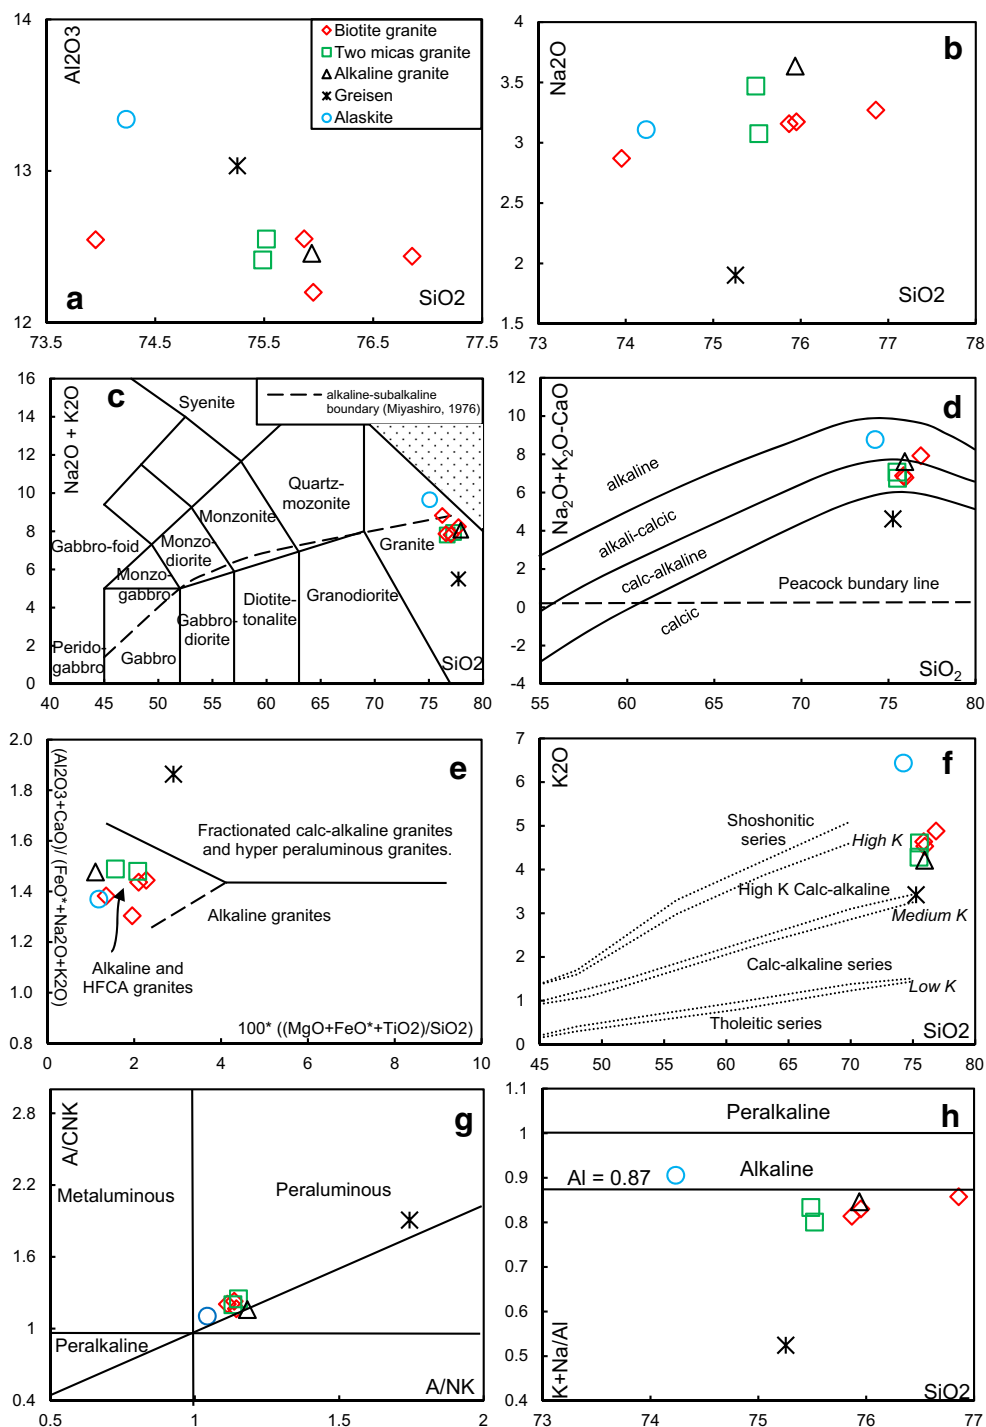 14
13
12
Al2O3
Biotite granite
Two micas granite
Alkaline granite
Greisen
Alaskite
a
SiO2
73.5 74.5 75.5 76.5 77.5
4
3.5
3
2.5
2
1.5
Na2O
b
SiO2
73 74 75 76 77 78
16
14
12
10
8
6
4
2
0
Na2O + K2O
c
alkaline-subalkaline
boundary (Miyashiro, 1976)
Syenite
Quartz-
mozonite
Monzonite
Gabbro-foid
Monzo-
diorite
Granite
Monzo-
gabbro
Gabbro-
diorite
Diotite-
tonalite
Granodiorite
Perido-
gabbro
Gabbro
SiO2
40 45 50 55 60 65 70 75 80
12
10
8
6
4
2
0
-2
-4
Na2O+K2O-CaO
d
alkaline
alkali-calcic
calc-alkaline
calcic
Peacock bundary line
SiO2
55 60 65 70 75 80
2.0
1.8
1.6
1.4
1.2
1.0
0.8
(Al2O3+CaO)/ (FeO*+Na2O+K2O)
e
Fractionated calc-alkaline granites
and hyper peraluminous granites.
Alkaline granites
Alkaline and
HFCA granites
100* ((MgO+FeO*+TiO2)/SiO2)
0 2 4 6 8 10
7
6
5
4
3
2
1
0
K2O
f
Shoshonitic
series
High K
High K Calc-alkaline
Medium K
Calc-alkaline series
Low K
Tholeitic series
SiO2
45 50 55 60 65 70 75 80
2.8
2.2
1.6
1
0.4
A/CNK
g
Metaluminous
Peraluminous
Peralkaline
A/NK
0.5 1 1.5 2
1.1
1
0.9
0.8
0.7
0.6
0.5
0.4
K+Na/Al
h
Peralkaline
Alkaline
Al = 0.87
SiO2
73 74 75 76 77